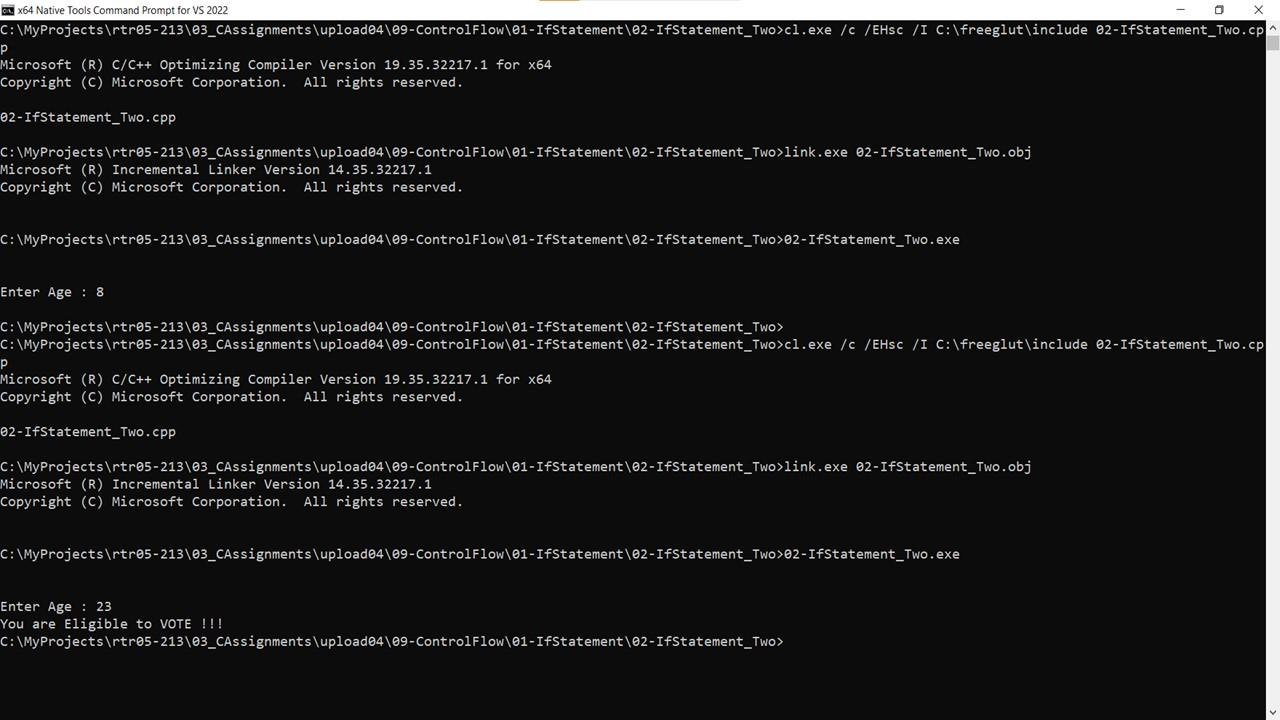 x64 Native Tools Command Prompt for VS 2022
C:\MyProjects\rtr05-213\03_CAssignments\upload04\09-ControlFlow\01-IfStatement\02-IfStatement_Two>cl.exe /c /EHsc /I C:\freeglut\include 02-IfStatement_Two.cp
p
Microsoft (R) C/C++ Optimizing Compiler Version 19.35.32217.1 for x64
Copyright (C) Microsoft Corporation.  All rights reserved.
02-IfStatement_Two.cpp
C:\MyProjects\rtr05-213\03_CAssignments\upload04\09-ControlFlow\01-IfStatement\02-IfStatement_Two>link.exe 02-IfStatement_Two.obj
Microsoft (R) Incremental Linker Version 14.35.32217.1
Copyright (C) Microsoft Corporation.  All rights reserved.
C:\MyProjects\rtr05-213\03_CAssignments\upload04\09-ControlFlow\01-IfStatement\02-IfStatement_Two>02-IfStatement_Two.exe
Enter Age : 8
C:\MyProjects\rtr05-213\03_CAssignments\upload04\09-ControlFlow\01-IfStatement\02-IfStatement_Two>
C:\MyProjects\rtr05-213\03_CAssignments\upload04\09-ControlFlow\01-IfStatement\02-IfStatement_Two>cl.exe /c /EHsc /I C:\freeglut\include 02-IfStatement_Two.cp
p
Microsoft (R) C/C++ Optimizing Compiler Version 19.35.32217.1 for x64
Copyright (C) Microsoft Corporation.  All rights reserved.
02-IfStatement_Two.cpp
C:\MyProjects\rtr05-213\03_CAssignments\upload04\09-ControlFlow\01-IfStatement\02-IfStatement_Two>link.exe 02-IfStatement_Two.obj
Microsoft (R) Incremental Linker Version 14.35.32217.1
Copyright (C) Microsoft Corporation.  All rights reserved.
C:\MyProjects\rtr05-213\03_CAssignments\upload04\09-ControlFlow\01-IfStatement\02-IfStatement_Two>02-IfStatement_Two.exe
Enter Age : 23
You are Eligible to VOTE !!!
C:\MyProjects\rtr05-213\03_CAssignments\upload04\09-ControlFlow\01-IfStatement\02-IfStatement_Two>